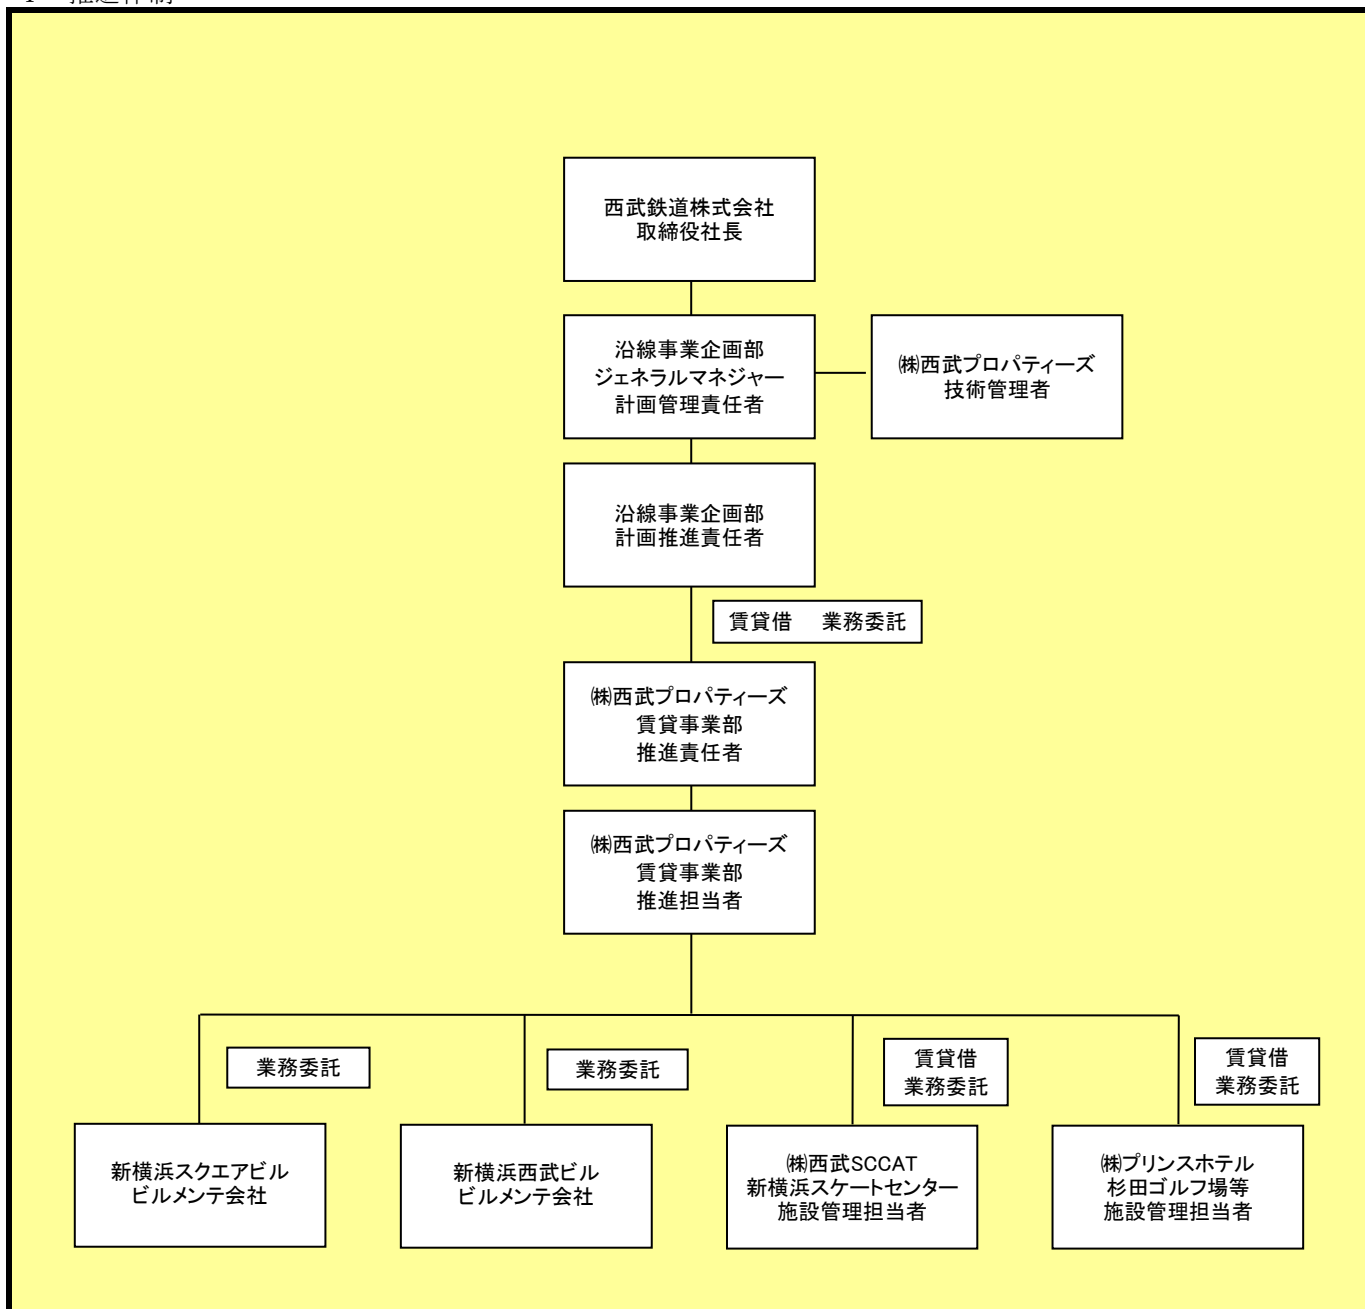 西武鉄道株式会社
取締役社長
沿線事業企画部
ジェネラルマネジャー
計画管理責任者
㈱西武プロパティーズ
技術管理者
沿線事業企画部
計画推進責任者
賃貸借　業務委託
㈱西武プロパティーズ
賃貸事業部
推進責任者
㈱西武プロパティーズ
賃貸事業部
推進担当者
業務委託
業務委託
賃貸借
業務委託
賃貸借
業務委託
新横浜スクエアビル
ビルメンテ会社
新横浜西武ビル
ビルメンテ会社
㈱西武SCCAT
新横浜スケートセンター
施設管理担当者
㈱プリンスホテル
杉田ゴルフ場等
施設管理担当者